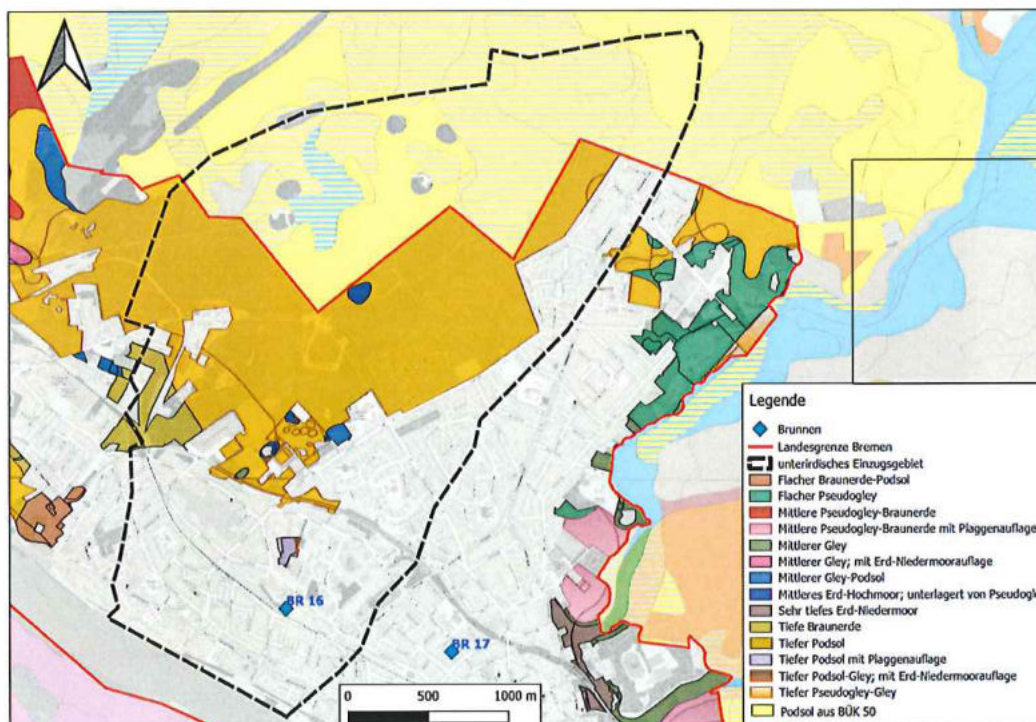 BR 16
BR 17
0 500 1000 m
Legende
Brunnen
Landesgrenze Bremen
unterirdisches Einzugsgebiet
Flacher Braunerde-Podsol
Flacher Pseudogley
Mittlere Pseudogley-Braunerde
Mittlere Pseudogley-Braunerde mit Plaggenauflage
Mittlerer Gley
Mittlerer Gley; mit Erd-Niedermoorauflage
Mittlerer Gley-Podsol
Mittleres Erd-Hochmoor; unterlagert von Pseudogle
Sehr tiefes Erd-Niedermoor
Tiefe Braunerde
Tiefer Podsol
Tiefer Podsol mit Plaggenauflage
Tiefer Podsol-Gley; mit Erd-Niedermoorauflage
Tiefer Pseudogley-Gley
Podsol aus BÜK 50